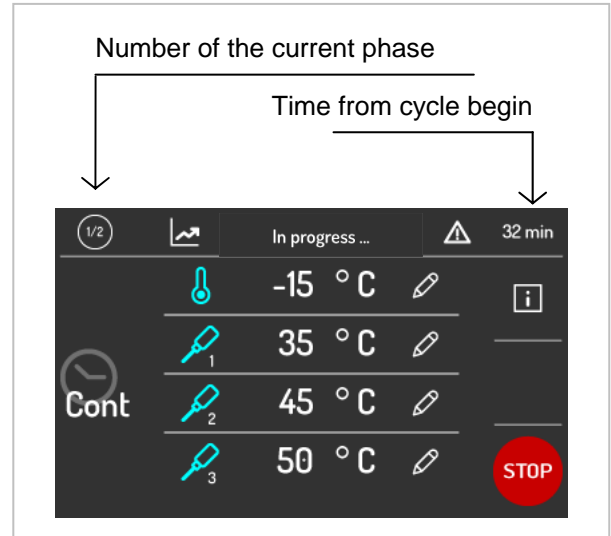 Number of the current phase
Time from cycle begin
1/2 In progress ... 32 min
-15 °C
i
1 35 °C
Cont
2 45 °C
3 50 °C
STOP